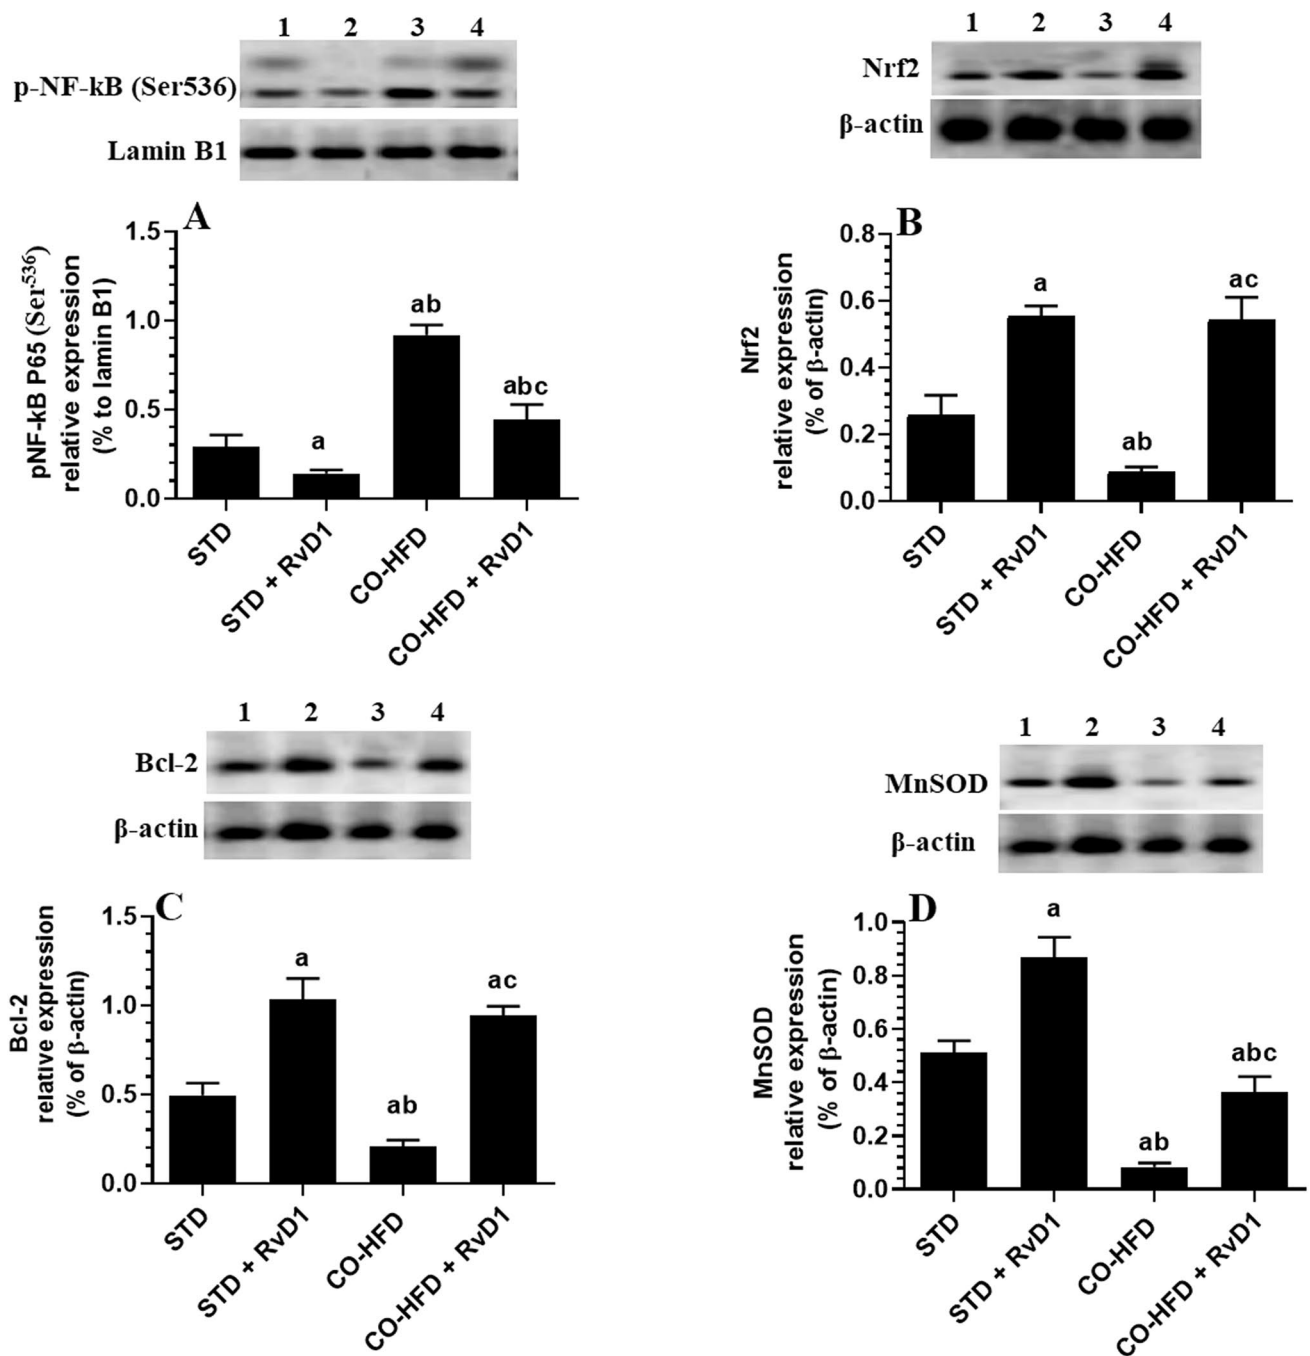 1 2 3 4
p-NF-kB (Ser536)
Lamin B1
A
pNF-kB P65 (Ser536)
relative expression
(% to lamin B1)
1.5
1.0
0.5
0.0
a
ab
abc
STD
STD + RvD1
CO-HFD
CO-HFD + RvD1
1 2 3 4
Nrf2
β-actin
B
Nrf2
relative expression
(% of β-actin)
0.8
0.6
0.4
0.2
0.0
a
ab
ac
STD
STD + RvD1
CO-HFD
CO-HFD + RvD1
1 2 3 4
Bcl-2
β-actin
C
Bcl-2
relative expression
(% of β-actin)
1.5
1.0
0.5
0.0
a
ab
ac
STD
STD + RvD1
CO-HFD
CO-HFD + RvD1
1 2 3 4
MnSOD
β-actin
D
MnSOD
relative expression
(% of β-actin)
1.0
0.8
0.6
0.4
0.2
0.0
a
ab
abc
STD
STD + RvD1
CO-HFD
CO-HFD + RvD1